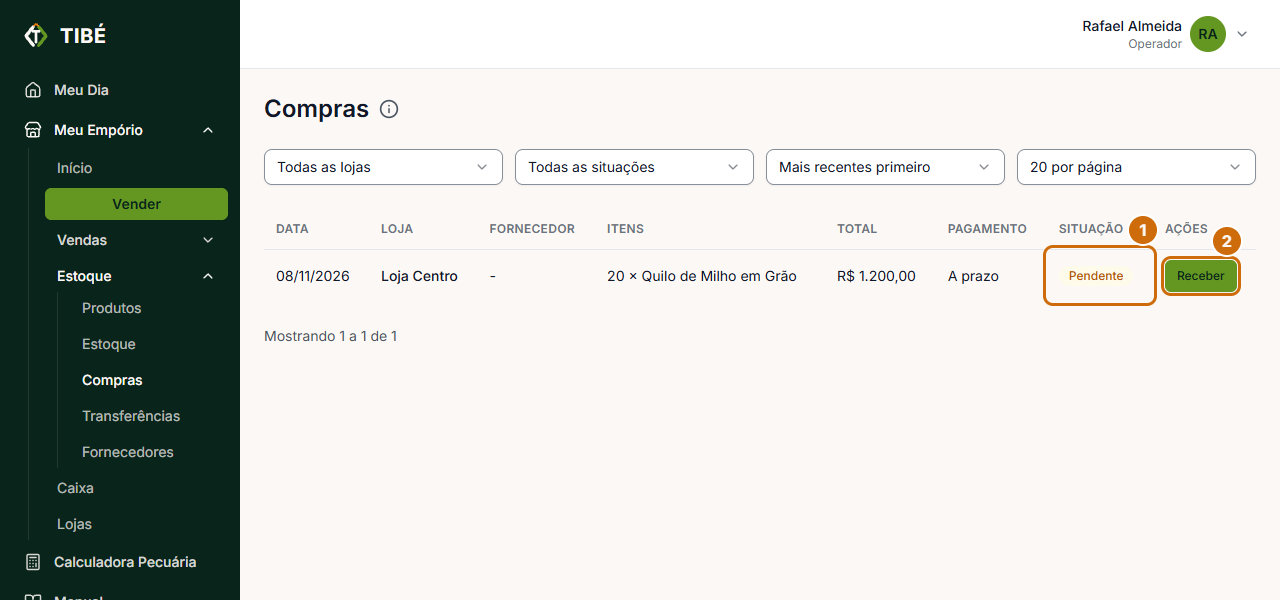 TIBÉ
Rafael Almeida
Operador
RA
Meu Dia
Meu Empório
Início
Vender
Vendas
Estoque
Produtos
Estoque
Compras
Transferências
Fornecedores
Caixa
Lojas
Calculadora Pecuária
Manual
Compras
Todas as lojas
Todas as situações
Mais recentes primeiro
20 por página
DATA LOJA FORNECEDOR ITENS TOTAL PAGAMENTO SITUAÇÃO 1 AÇÕES 2
08/11/2026 Loja Centro - 20 × Quilo de Milho em Grão R$ 1.200,00 A prazo Pendente Receber
Mostrando 1 a 1 de 1